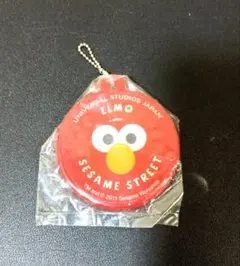 UNIVERSAL STUDIOS JAPAN
ELMO
SESAME STREET